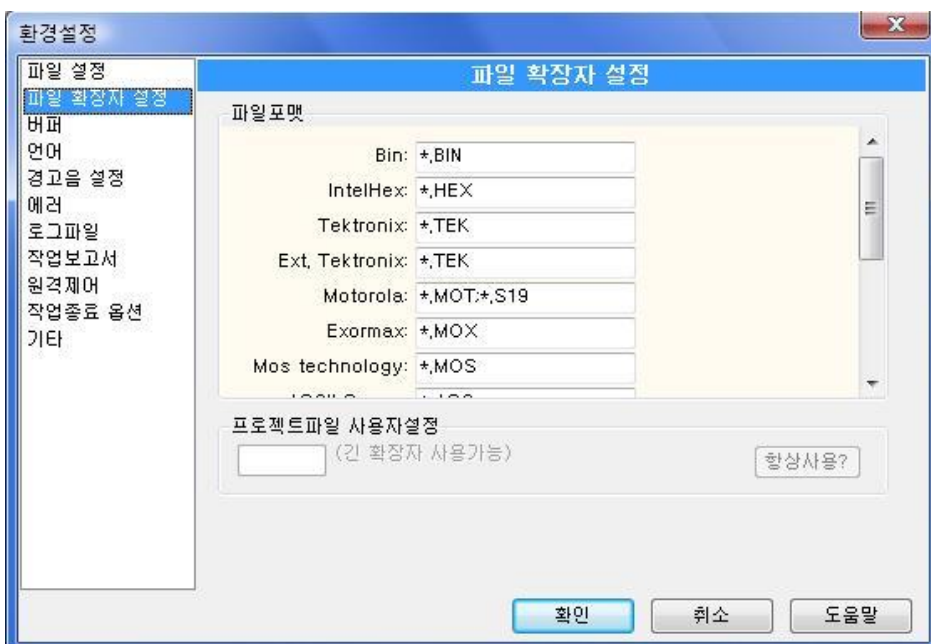 환경설정
파일 설정
파일 확장자 설정
버퍼
언어
경고음 설정
에러
로그파일
작업보고서
원격제어
작업종료 옵션
기타
파일 확장자 설정
파일포맷
Bin: *.BIN
IntelHex: *.HEX
Tektronix: *.TEK
Ext. Tektronix: *.TEK
Motorola: *.MOT;*.S19
Exormax: *.MOX
Mos technology: *.MOS
프로젝트파일 사용자설정
(긴 확장자 사용가능)
항상사용?
확인
취소
도움말